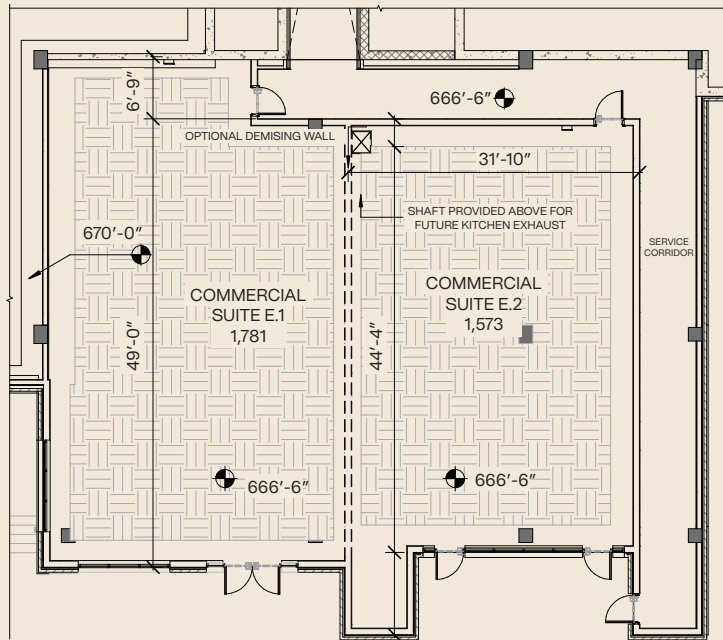 6'-9"
666'-6"
OPTIONAL DEMISING WALL
31'-10"
SHAFT PROVIDED ABOVE FOR
FUTURE KITCHEN EXHAUST
670'-0"
SERVICE
CORRIDOR
COMMERCIAL
SUITE E.1
1,781
COMMERCIAL
SUITE E.2
1,573
49'-0"
44'-4"
666'-6"
666'-6"